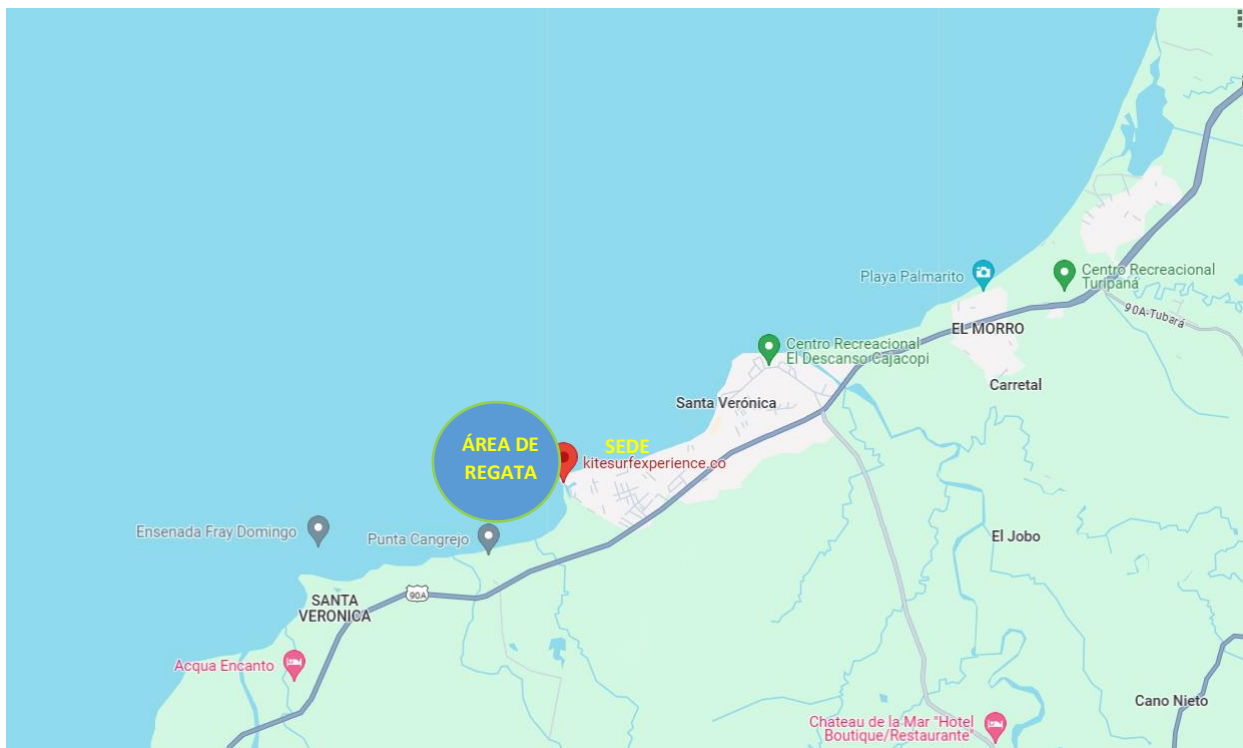 Playa Palmarito
Centro Recreacional
Turipaná
90A-Tubará
EL MORRO
Centro Recreacional
El Descanso Cajacopi
Carretal
Santa Verónica
ÁREA DE
REGATA
SEDE
kitesurfexperience.co
Ensenada Fray Domingo
Punta Cangrejo
El Jobo
90A
SANTA
VERONICA
Acqua Encanto
Cano Nieto
Chateau de la Mar "Hotel
Boutique/Restaurante"